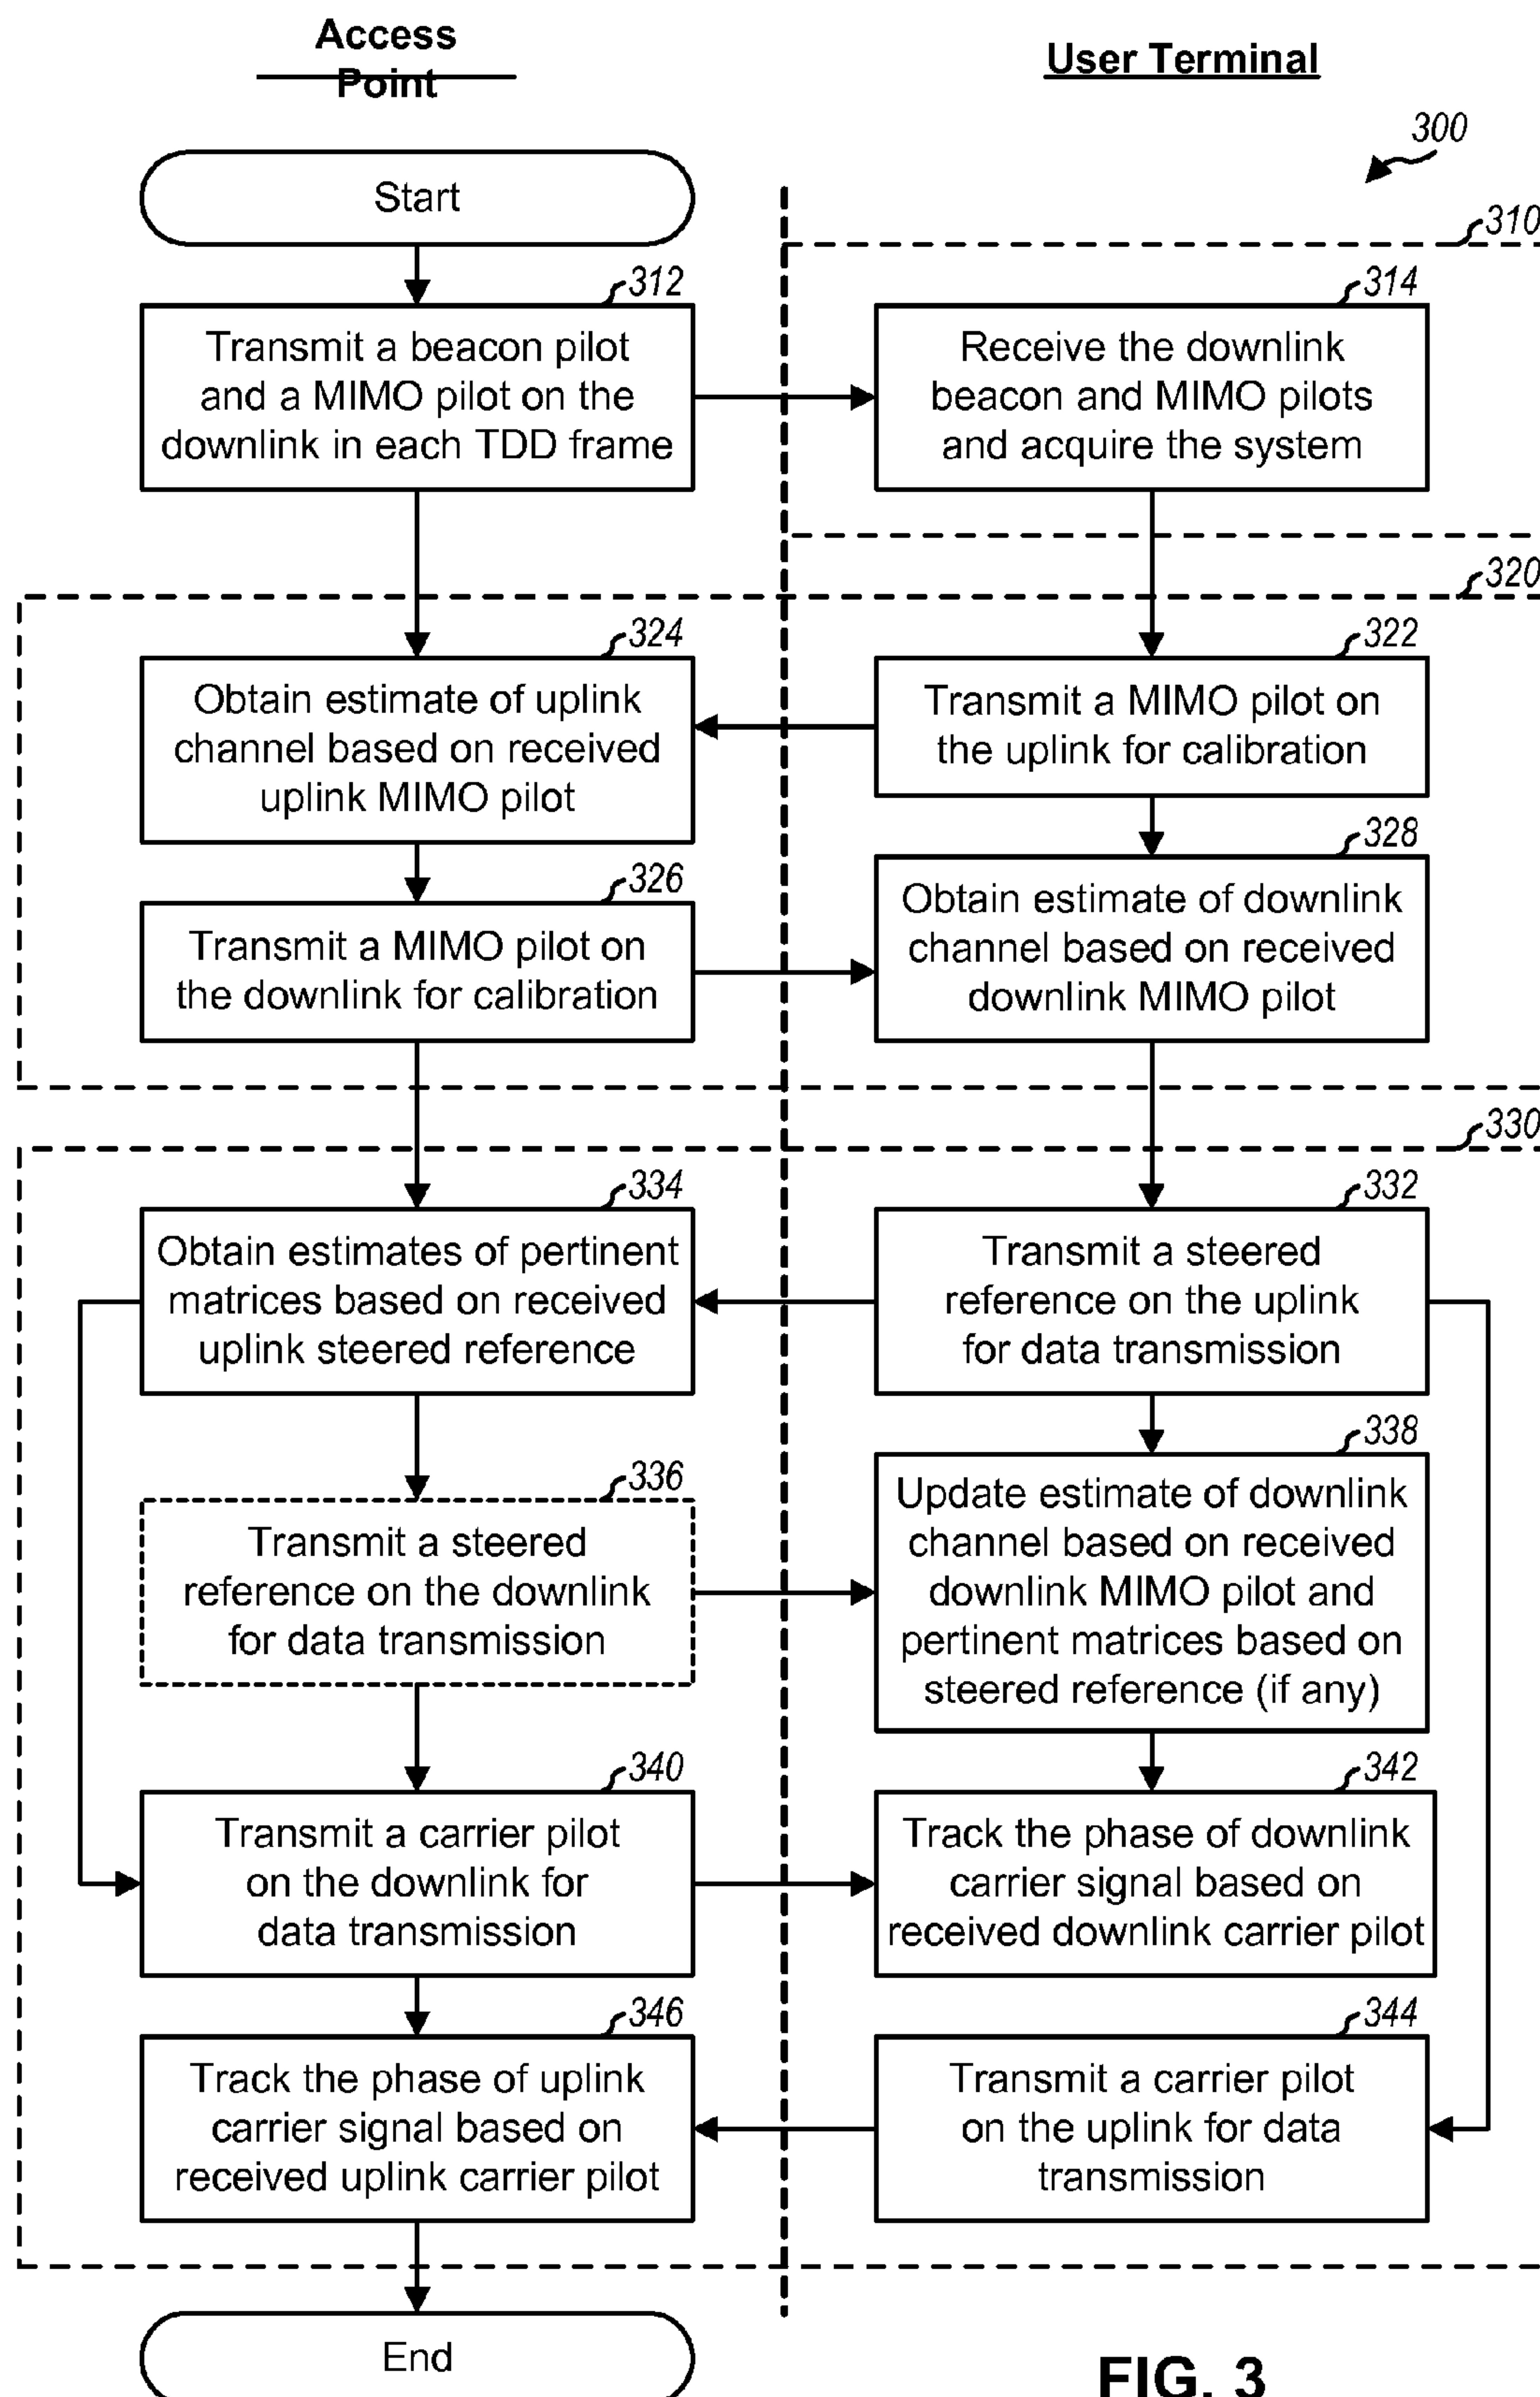 Access
Point
User Terminal
300
Start
310
312
Transmit a beacon pilot
and a MIMO pilot on the
downlink in each TDD frame
314
Receive the downlink
beacon and MIMO pilots
and acquire the system
320
324
Obtain estimate of uplink
channel based on received
uplink MIMO pilot
322
Transmit a MIMO pilot on
the uplink for calibration
326
Transmit a MIMO pilot on
the downlink for calibration
328
Obtain estimate of downlink
channel based on received
downlink MIMO pilot
330
334
Obtain estimates of pertinent
matrices based on received
uplink steered reference
332
Transmit a steered
reference on the uplink
for data transmission
336
Transmit a steered
reference on the downlink
for data transmission
338
Update estimate of downlink
channel based on received
downlink MIMO pilot and
pertinent matrices based on
steered reference (if any)
340
Transmit a carrier pilot
on the downlink for
data transmission
342
Track the phase of downlink
carrier signal based on
received downlink carrier pilot
346
Track the phase of uplink
carrier signal based on
received uplink carrier pilot
344
Transmit a carrier pilot
on the uplink for data
transmission
End
FIG. 3